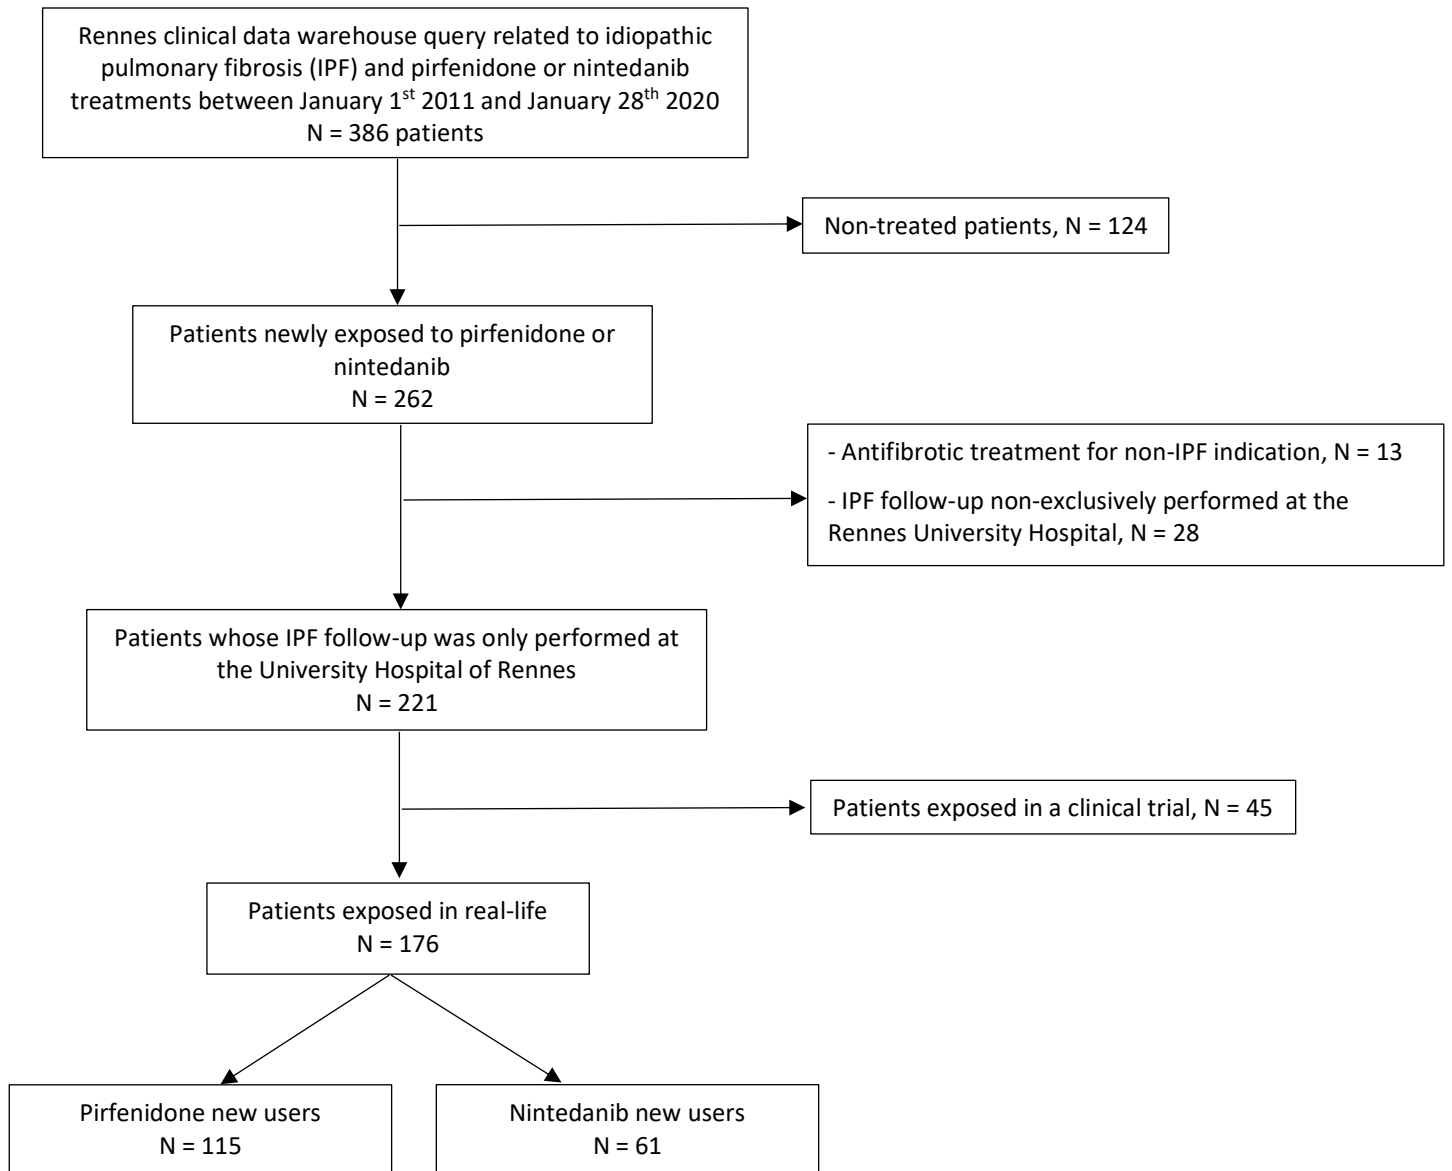 Rennes clinical data warehouse query related to idiopathic
pulmonary fibrosis (IPF) and pirfenidone or nintedanib
treatments between January 1st 2011 and January 28th 2020
N = 386 patients
Non-treated patients, N = 124
Patients newly exposed to pirfenidone or
nintedanib
N = 262
- Antifibrotic treatment for non-IPF indication, N = 13
- IPF follow-up non-exclusively performed at the
Rennes University Hospital, N = 28
Patients whose IPF follow-up was only performed at
the University Hospital of Rennes
N = 221
Patients exposed in a clinical trial, N = 45
Patients exposed in real-life
N = 176
Pirfenidone new users
N = 115
Nintedanib new users
N = 61